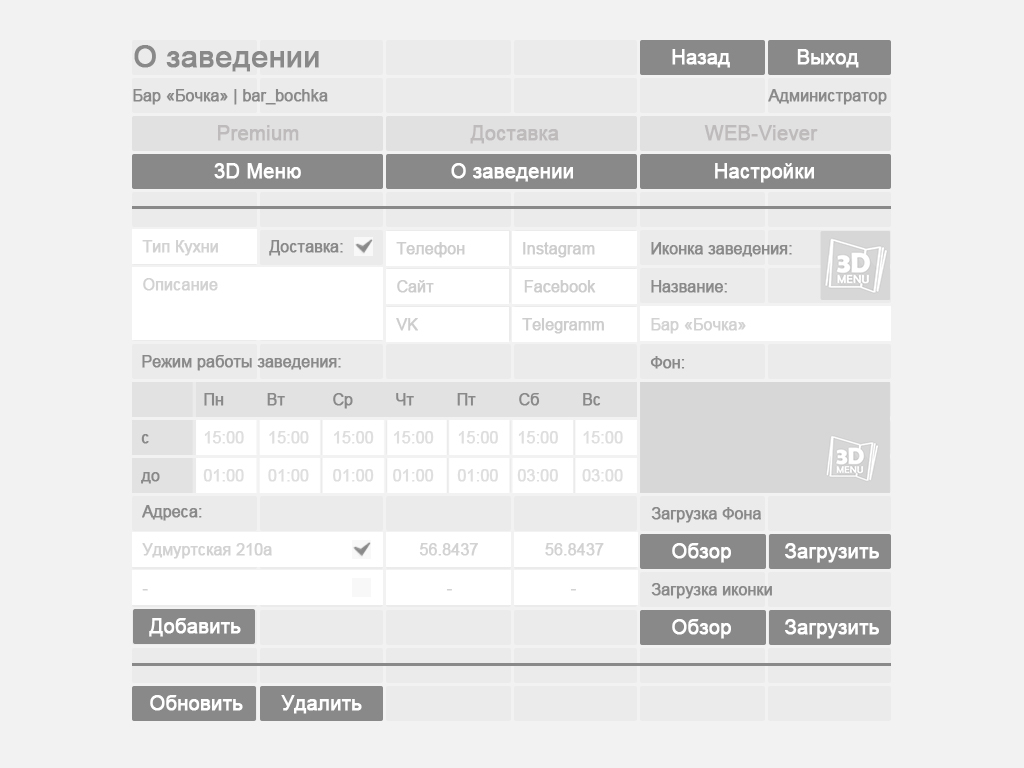 О заведении
Назад
Выход
Бар «Бочка» | bar_bochka
Администратор
Premium
Доставка
WEB-Viever
3D Меню
О заведении
Настройки
Тип Кухни
Доставка:
Телефон
Instagram
Иконка заведения:
3D
MENU
Описание
Сайт
Facebook
Название:
VK
Telegramm
Бар «Бочка»
Режим работы заведения:
Фон:
Пн Вт Ср Чт Пт Сб Вс
с 15:00 15:00 15:00 15:00 15:00 15:00 15:00
до 01:00 01:00 01:00 01:00 01:00 03:00 03:00
3D
MENU
Адреса:
Загрузка Фона
Удмуртская 210а
56.8437
56.8437
Обзор
Загрузить
- - -
Загрузка иконки
Добавить
Обзор
Загрузить
Обновить
Удалить